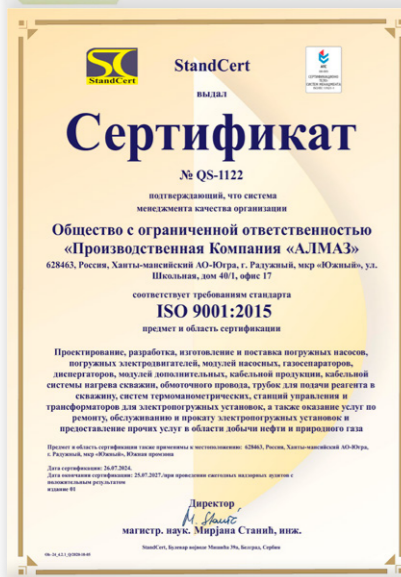 SC
StandCert
StandCert
выдал
Сертификат
№ QS-1122
подтверждающий, что система
менеджмента качества организации
Общество с ограниченной ответственностью
«Производственная Компания «АЛМАЗ»
628463, Россия, Ханты-мансийский АО-Югра, г. Радужный, мкр «Южный», ул.
Школьная, дом 40/1, офис 17
соответствует требованиям стандарта
ISO 9001:2015
предмет и область сертификации
Проектирование, разработка, изготовление и поставка погружных насосов,
погружных электродвигателей, модулей насосных, газосепараторов,
диспергаторов, модулей дополнительных, кабельной продукции, кабельной
системы нагрева скважин, обмоточного провода, трубок для подачи реагента в
скважину, систем термоманометрических, станций управления и
трансформаторов для электропогружных установок, а также оказание услуг по
ремонту, обслуживанию и прокату электропогружных установок и
предоставление прочих услуг в области добычи нефти и природного газа
Предмет и область сертификации также применимы к местоположению: 628463, Россия, Ханты-мансийский АО-Югра,
г. Радужный, мкр «Южный», Южная промзона
Дата сертификации: 26.07.2024.
Дата окончания сертификации: 25.07.2027./при проведении ежегодных надзорных аудитов с
положительным результатом
издание 01
Директор
M. Stanić
магистр. наук. Мирјана Станић, инж.
StandCert, Булевар војводе Мишића 39а, Белград, Сербия